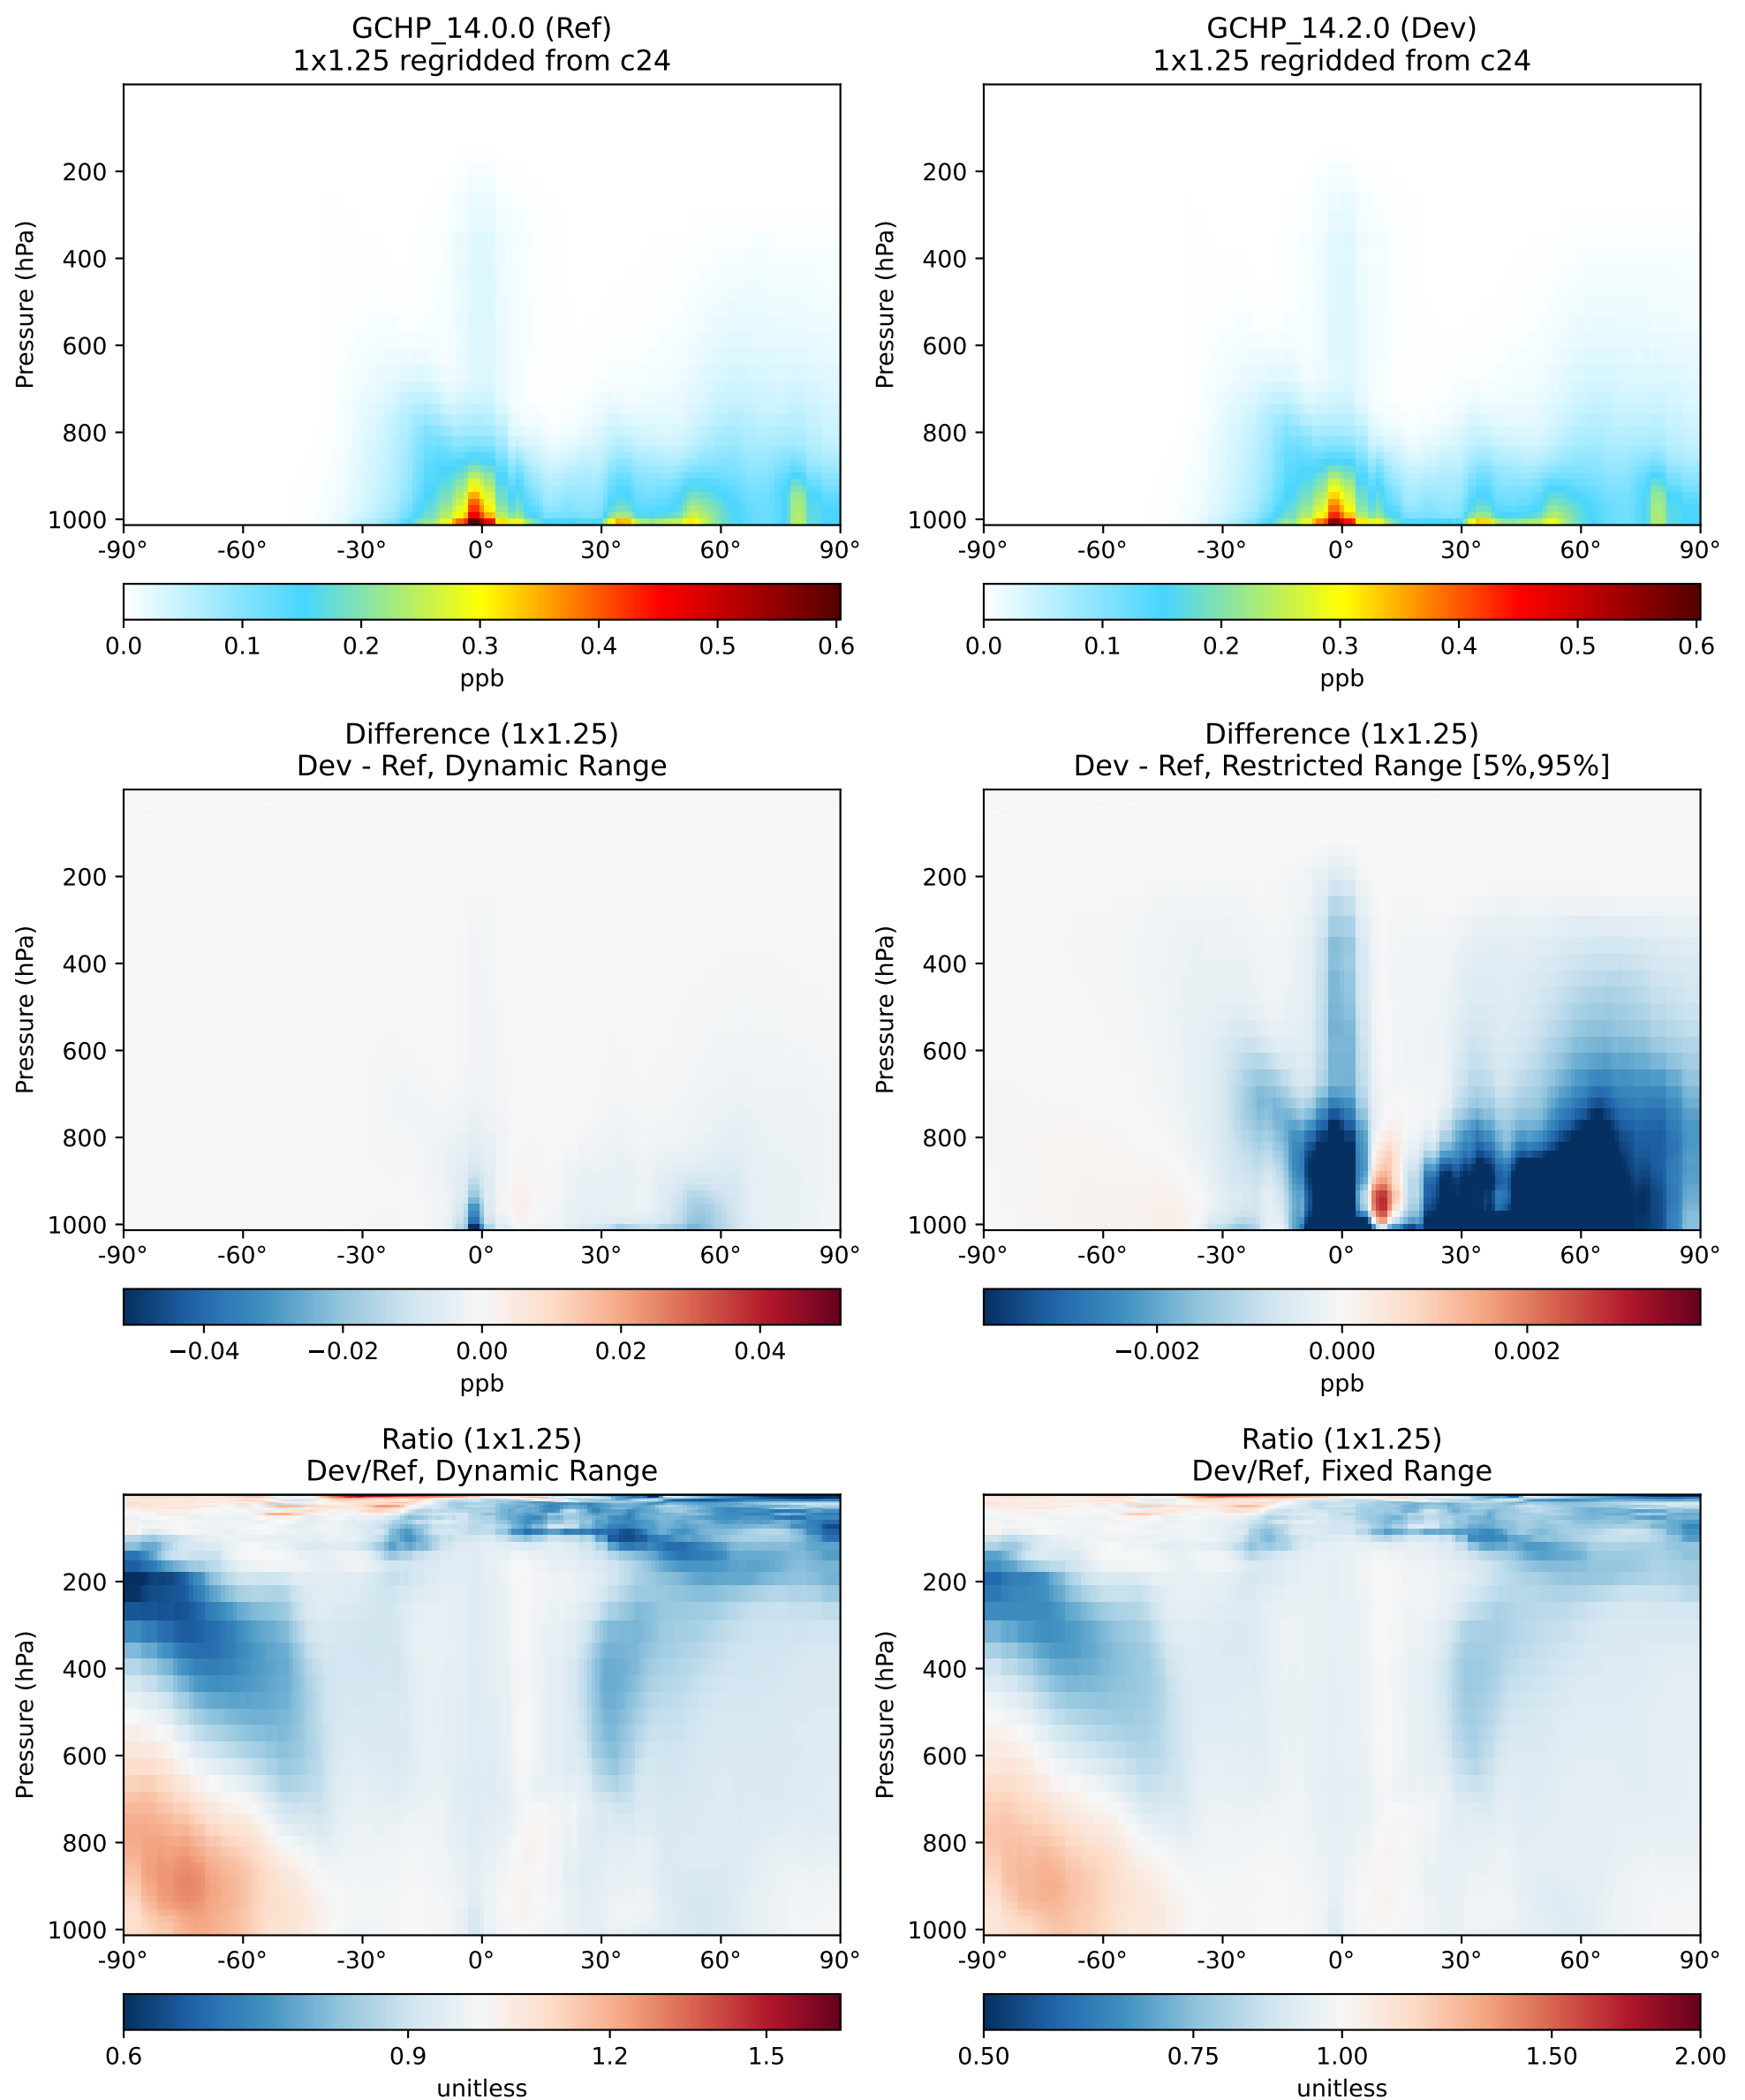 GCHP_14.0.0 (Ref)
1x1.25 regridded from c24
Pressure (hPa)
200
400
600
800
1000
-90° -60° -30° 0° 30° 60° 90°
0.0 0.1 0.2 0.3 0.4 0.5 0.6
ppb
GCHP_14.2.0 (Dev)
1x1.25 regridded from c24
Pressure (hPa)
200
400
600
800
1000
-90° -60° -30° 0° 30° 60° 90°
0.0 0.1 0.2 0.3 0.4 0.5 0.6
ppb
Difference (1x1.25)
Dev - Ref, Dynamic Range
Pressure (hPa)
200
400
600
800
1000
-90° -60° -30° 0° 30° 60° 90°
−0.04 −0.02 0.00 0.02 0.04
ppb
Difference (1x1.25)
Dev - Ref, Restricted Range [5%,95%]
Pressure (hPa)
200
400
600
800
1000
-90° -60° -30° 0° 30° 60° 90°
−0.002 0.000 0.002
ppb
Ratio (1x1.25)
Dev/Ref, Dynamic Range
Pressure (hPa)
200
400
600
800
1000
-90° -60° -30° 0° 30° 60° 90°
0.6 0.9 1.2 1.5
unitless
Ratio (1x1.25)
Dev/Ref, Fixed Range
Pressure (hPa)
200
400
600
800
1000
-90° -60° -30° 0° 30° 60° 90°
0.50 0.75 1.00 1.50 2.00
unitless